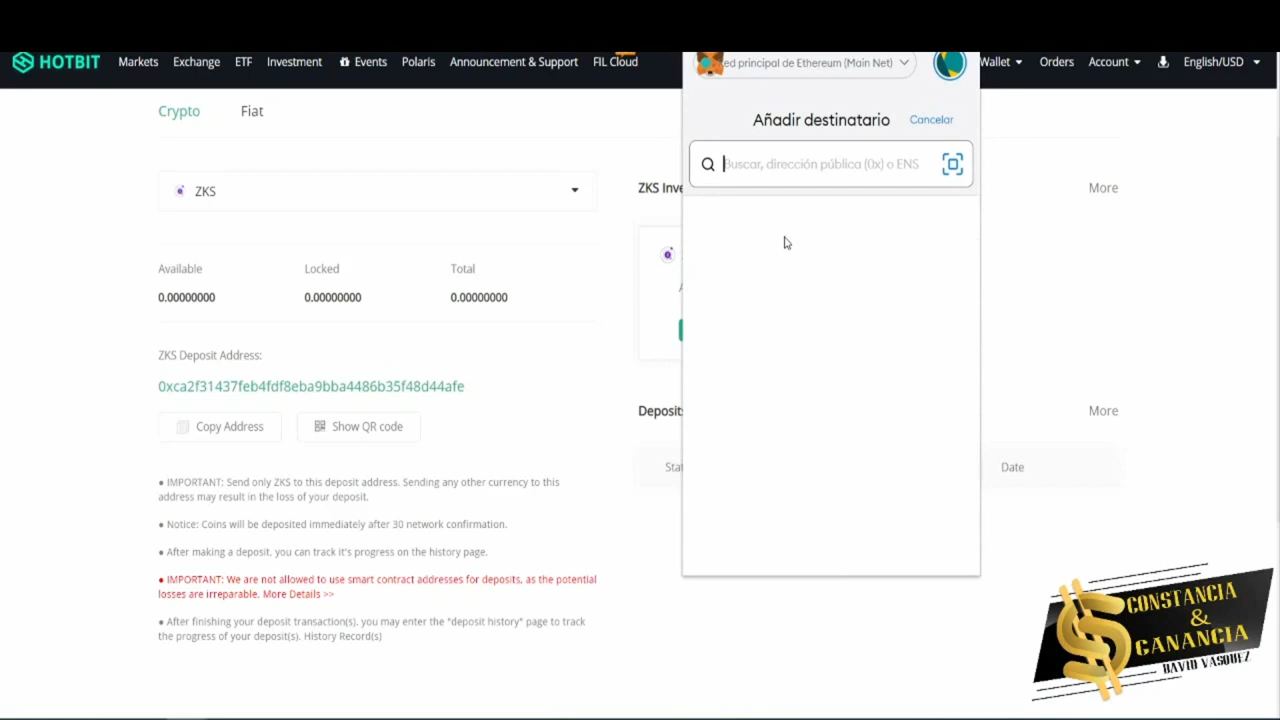 HOTBIT Markets Exchange ETF Investment Events Polaris Announcement & Support FIL Cloud
ed principal de Ethereum (Main Net)
Wallet Orders Account English/USD
Crypto Fiat
ZKS
Available Locked Total
0.00000000 0.00000000 0.00000000
ZKS Deposit Address:
0xca2f31437feb4fdf8eba9bba4486b35f48d44afe
Copy Address Show QR code
• IMPORTANT: Send only ZKS to this deposit address. Sending any other currency to this
address may result in the loss of your deposit.
• Notice: Coins will be deposited immediately after 30 network confirmation.
• After making a deposit, you can track it's progress on the history page.
• IMPORTANT: We are not allowed to use smart contract addresses for deposits, as the potential
losses are irreparable. More Details >>
• After finishing your deposit transaction(s), you may enter the "deposit history" page to track
the progress of your deposit(s). History Record(s)
Añadir destinatario Cancelar
Buscar, dirección pública (0x) o ENS
ZKS Inve More
Deposit More
Stat Date
CONSTANCIA
&
GANANCIA
DAVID VASQUEZ